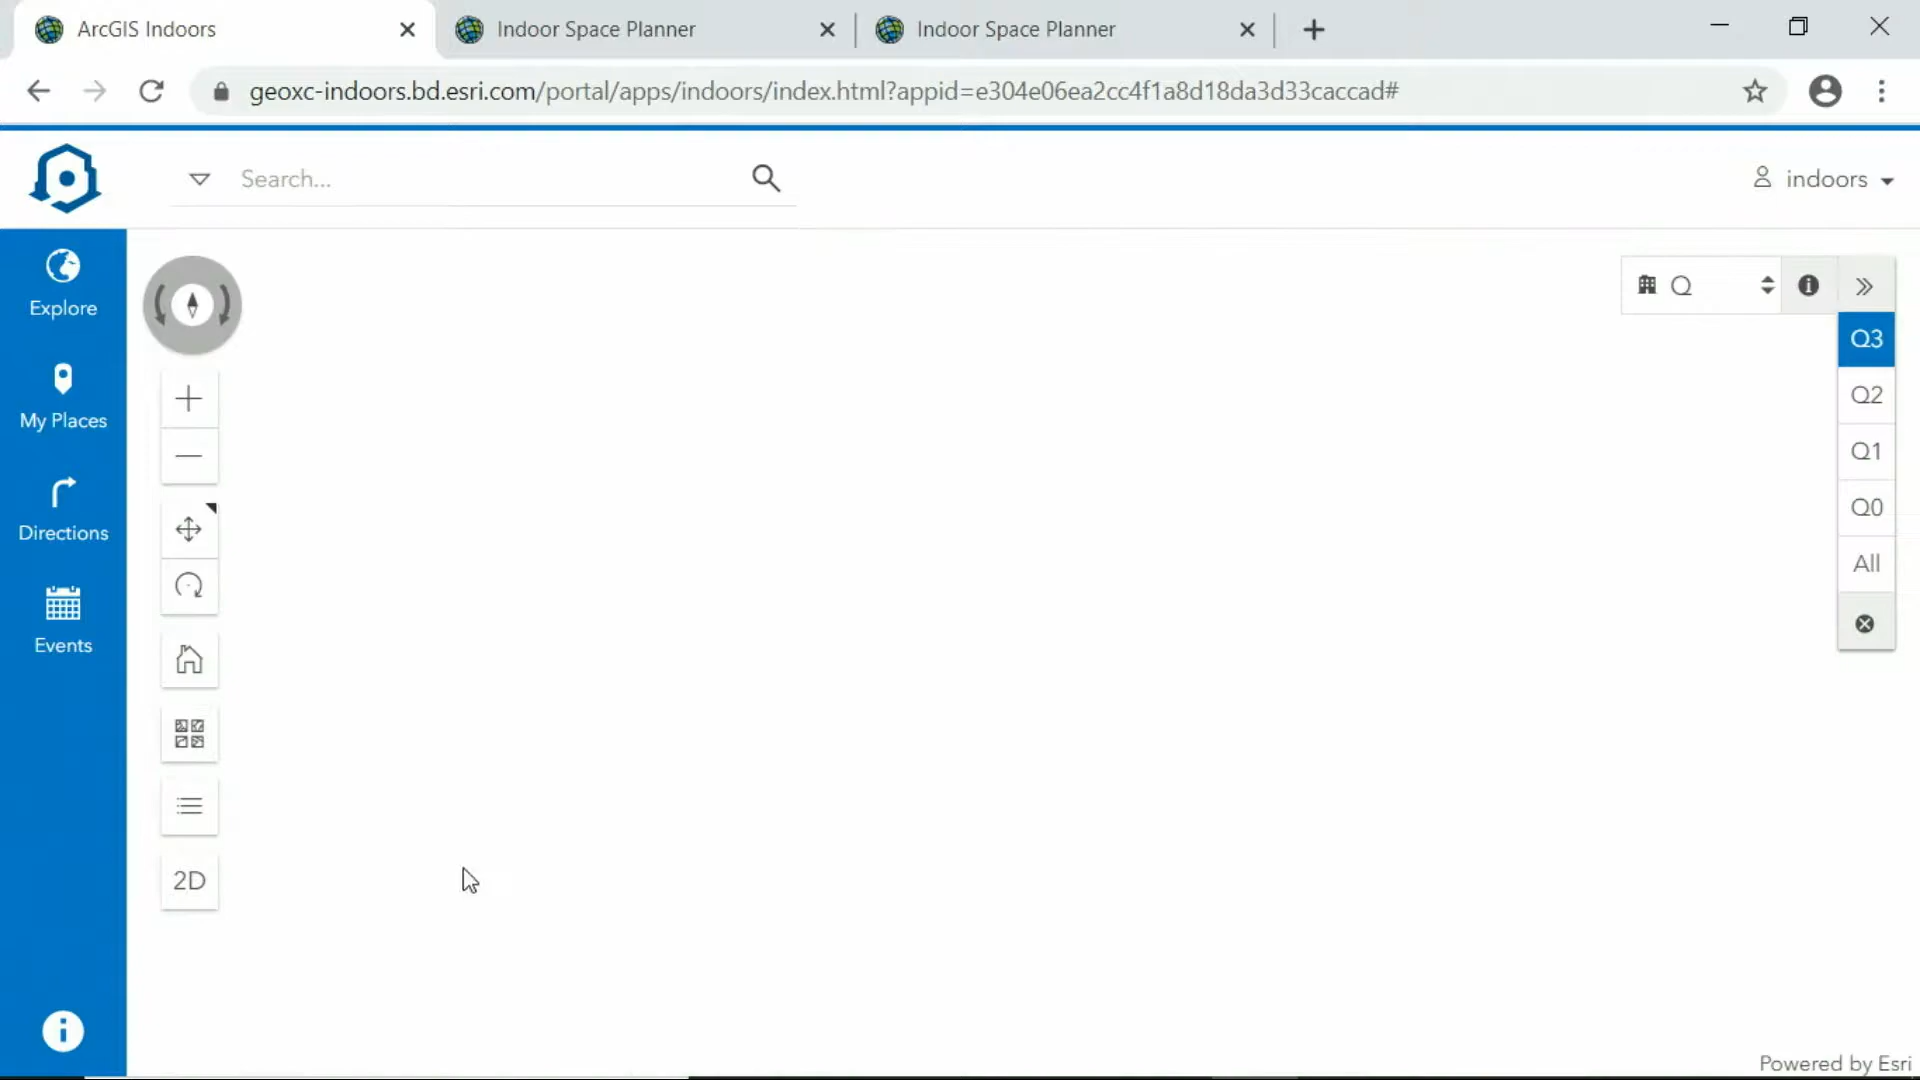 ArcGIS Indoors
Indoor Space Planner
Indoor Space Planner
geoxc-indoors.bd.esri.com/portal/apps/indoors/index.html?appid=e304e06ea2cc4f1a8d18da3d33caccad#
Search...
indoors
Explore
My Places
Directions
Events
2D
Q
Q3
Q2
Q1
Q0
All
Powered by Esri